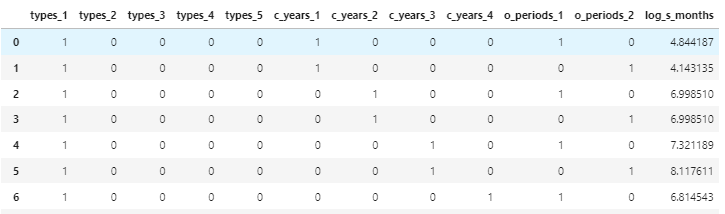 types_1 types_2 types_3 types_4 types_5 c_years_1 c_years_2 c_years_3 c_years_4 o_periods_1 o_periods_2 log_s_months
0 1 0 0 0 0 1 0 0 0 1 0 4.844187
1 1 0 0 0 0 1 0 0 0 0 1 4.143135
2 1 0 0 0 0 0 1 0 0 1 0 6.998510
3 1 0 0 0 0 0 1 0 0 0 1 6.998510
4 1 0 0 0 0 0 0 1 0 1 0 7.321189
5 1 0 0 0 0 0 0 1 0 0 1 8.117611
6 1 0 0 0 0 0 0 0 1 1 0 6.814543